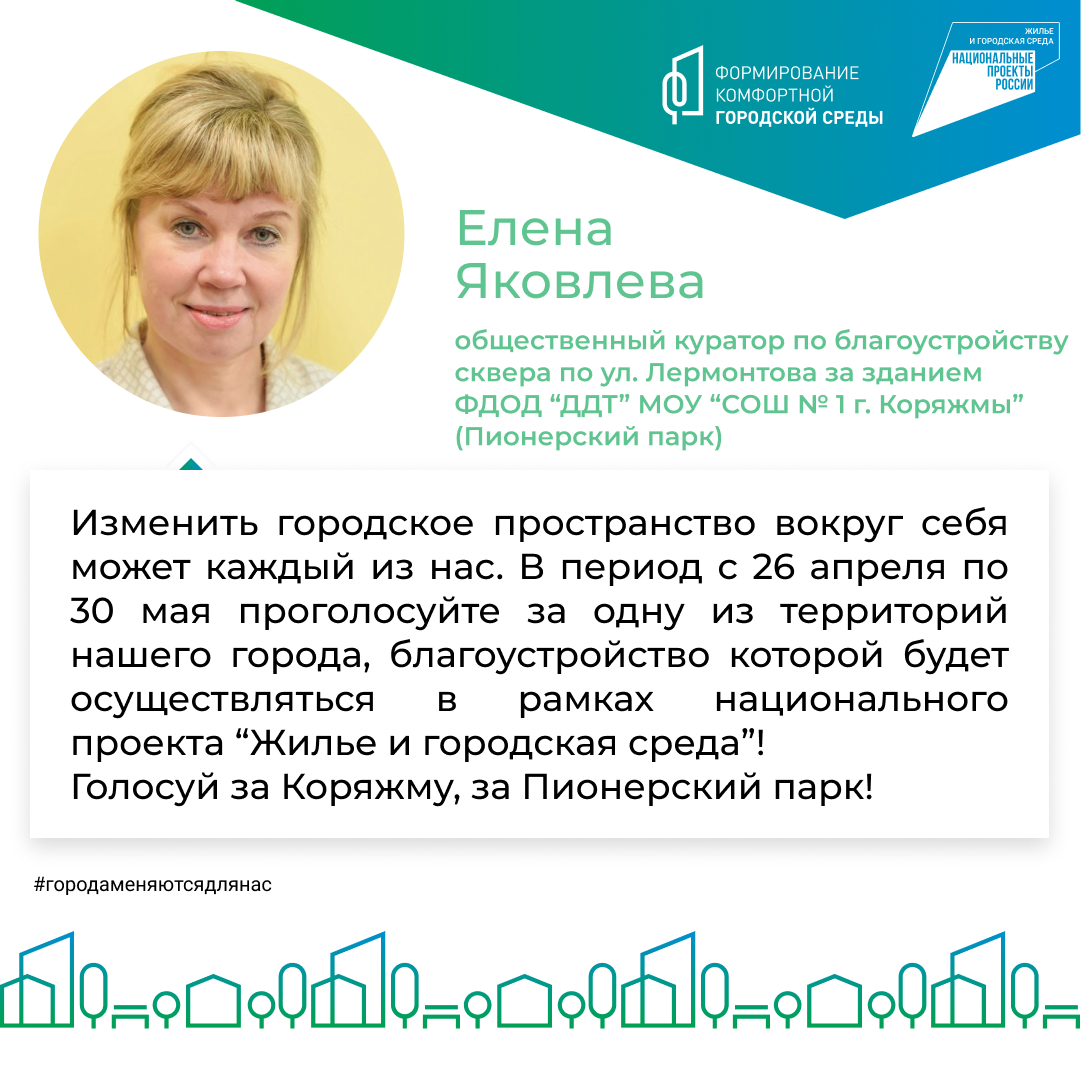 ЖИЛЬЕ
И ГОРОДСКАЯ СРЕДА
НАЦИОНАЛЬНЫЕ
ПРОЕКТЫ
РОССИИ
ФОРМИРОВАНИЕ
КОМФОРТНОЙ
ГОРОДСКОЙ СРЕДЫ
Елена
Яковлева
общественный куратор по благоустройству
сквера по ул. Лермонтова за зданием
ФДОД “ДДТ” МОУ “СОШ № 1 г. Коряжмы”
(Пионерский парк)
Изменить городское пространство вокруг себя
может каждый из нас. В период с 26 апреля по
30 мая проголосуйте за одну из территорий
нашего города, благоустройство которой будет
осуществляться в рамках национального
проекта “Жилье и городская среда”!
Голосуй за Коряжму, за Пионерский парк!
#городаменяютсядлянас